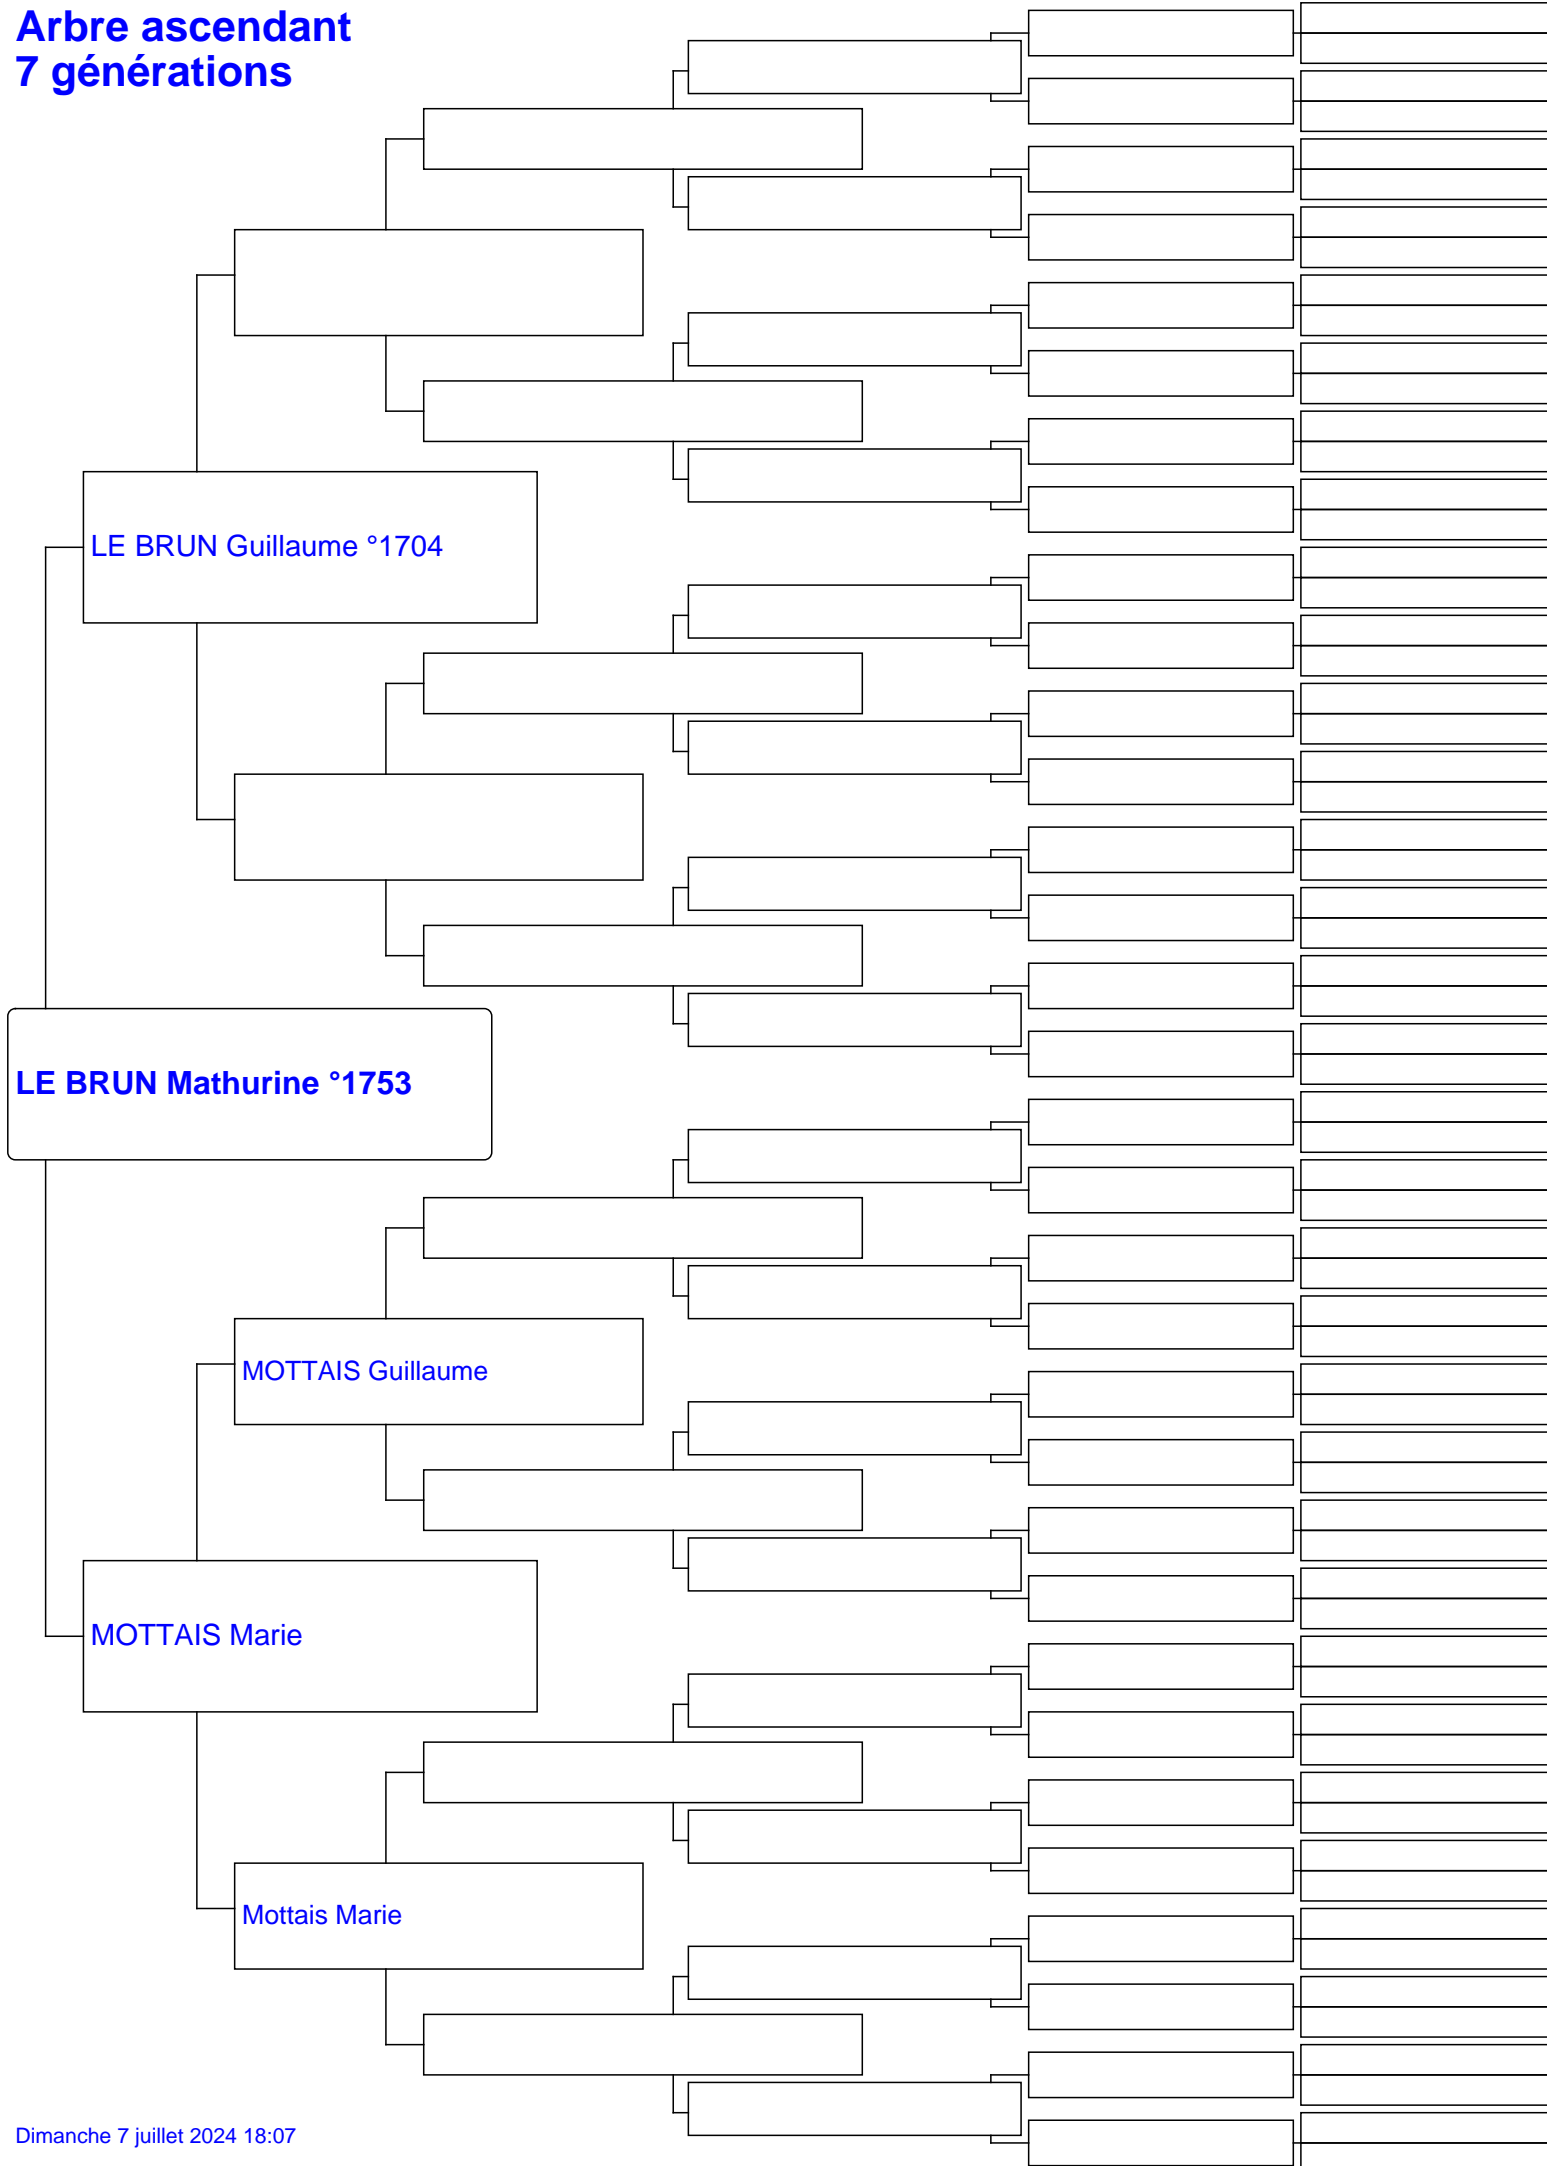 Arbre ascendant
7 générations
LE BRUN Guillaume °1704
LE BRUN Mathurine °1753
MOTTAIS Guillaume
MOTTAIS Marie
Mottais Marie
Dimanche 7 juillet 2024 18:07